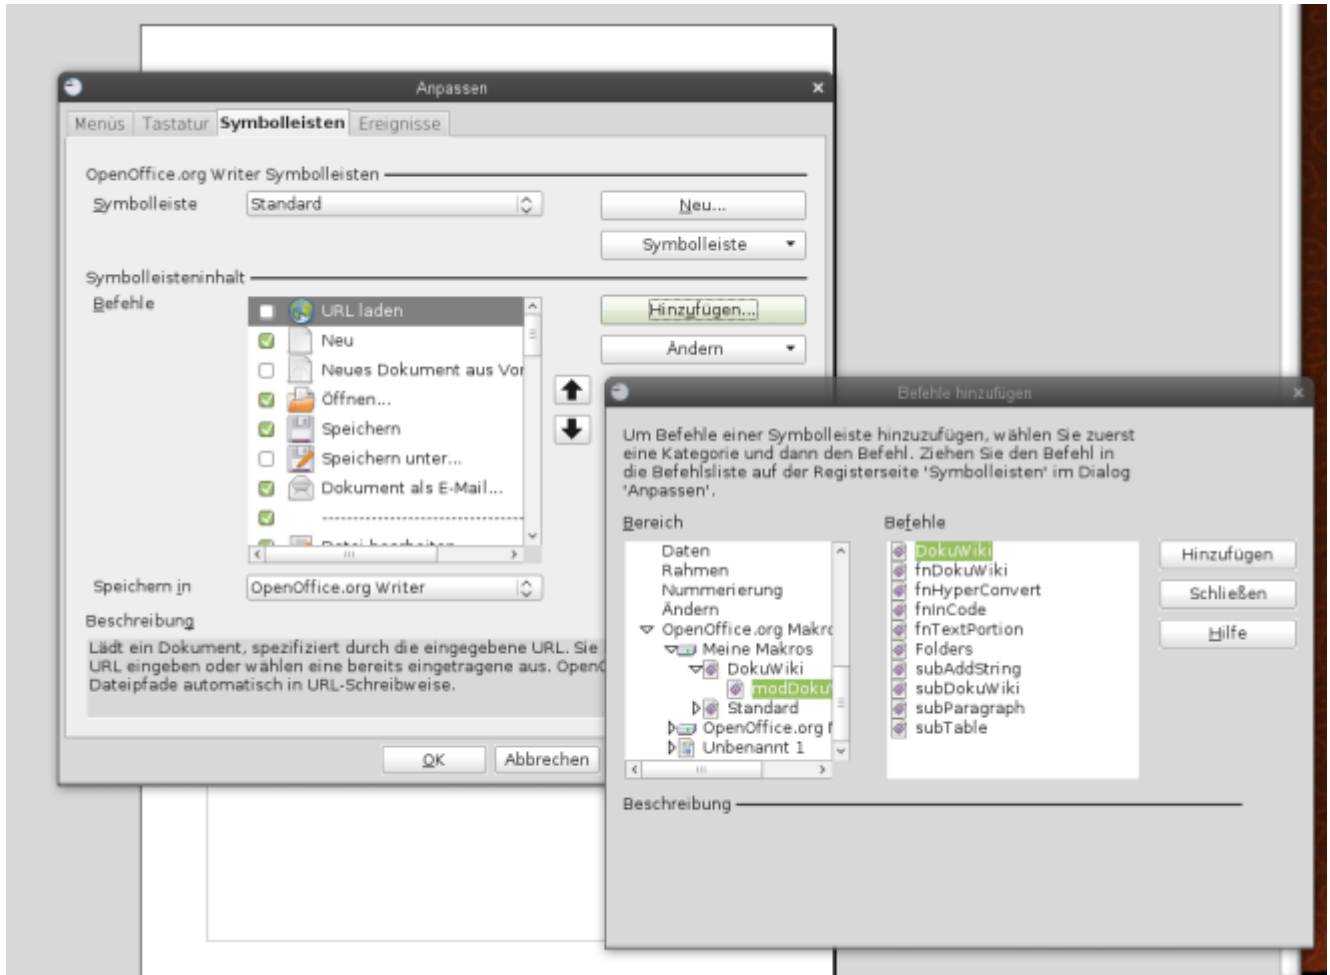 Anpassen
Menüs Tastatur Symbolleisten Ereignisse
OpenOffice.org Writer Symbolleisten
Symbolleiste Standard Neu...
Symbolleiste
Symbolleisteninhalt
Befehle
URL laden
Hinzufügen...
Neu
Ändern
Neues Dokument aus Vor
Öffnen...
Speichern
Speichern unter...
Dokument als E-Mail...
Speichern in OpenOffice.org Writer
Beschreibung
Lädt ein Dokument, spezifiziert durch die eingegebene URL. Sie
URL eingeben oder wählen eine bereits eingetragene aus. OpenO
Dateipfade automatisch in URL-Schreibweise.
OK Abbrechen
Befehle hinzufügen
Um Befehle einer Symbolleiste hinzuzufügen, wählen Sie zuerst
eine Kategorie und dann den Befehl. Ziehen Sie den Befehl in
die Befehlsliste auf der Registerseite 'Symbolleisten' im Dialog
'Anpassen'.
Bereich
Daten
Rahmen
Nummerierung
Ändern
OpenOffice.org Makro
Meine Makros
DokuWiki
modDoku
Standard
OpenOffice.org
Unbenannt 1
Befehle
DokuWiki
fnDokuWiki
fnHyperConvert
fnInCode
fnTextPortion
Folders
subAddString
subDokuWiki
subParagraph
subTable
Hinzufügen
Schließen
Hilfe
Beschreibung